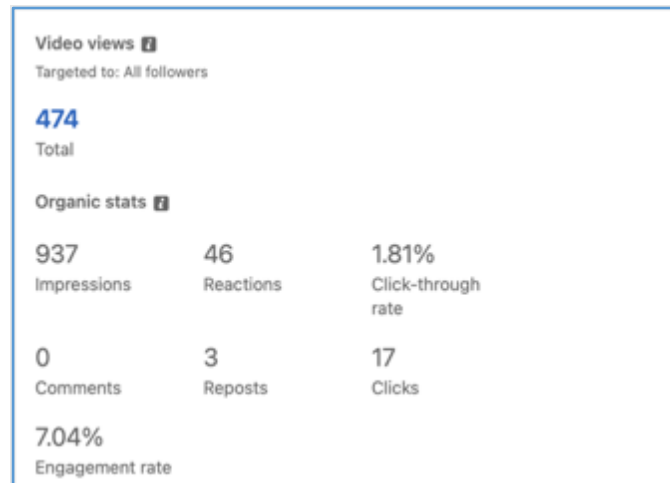 Video views
Targeted to: All followers
474
Total
Organic stats
937 46 1.81%
Impressions Reactions Click-through
rate
0 3 17
Comments Reposts Clicks
7.04%
Engagement rate